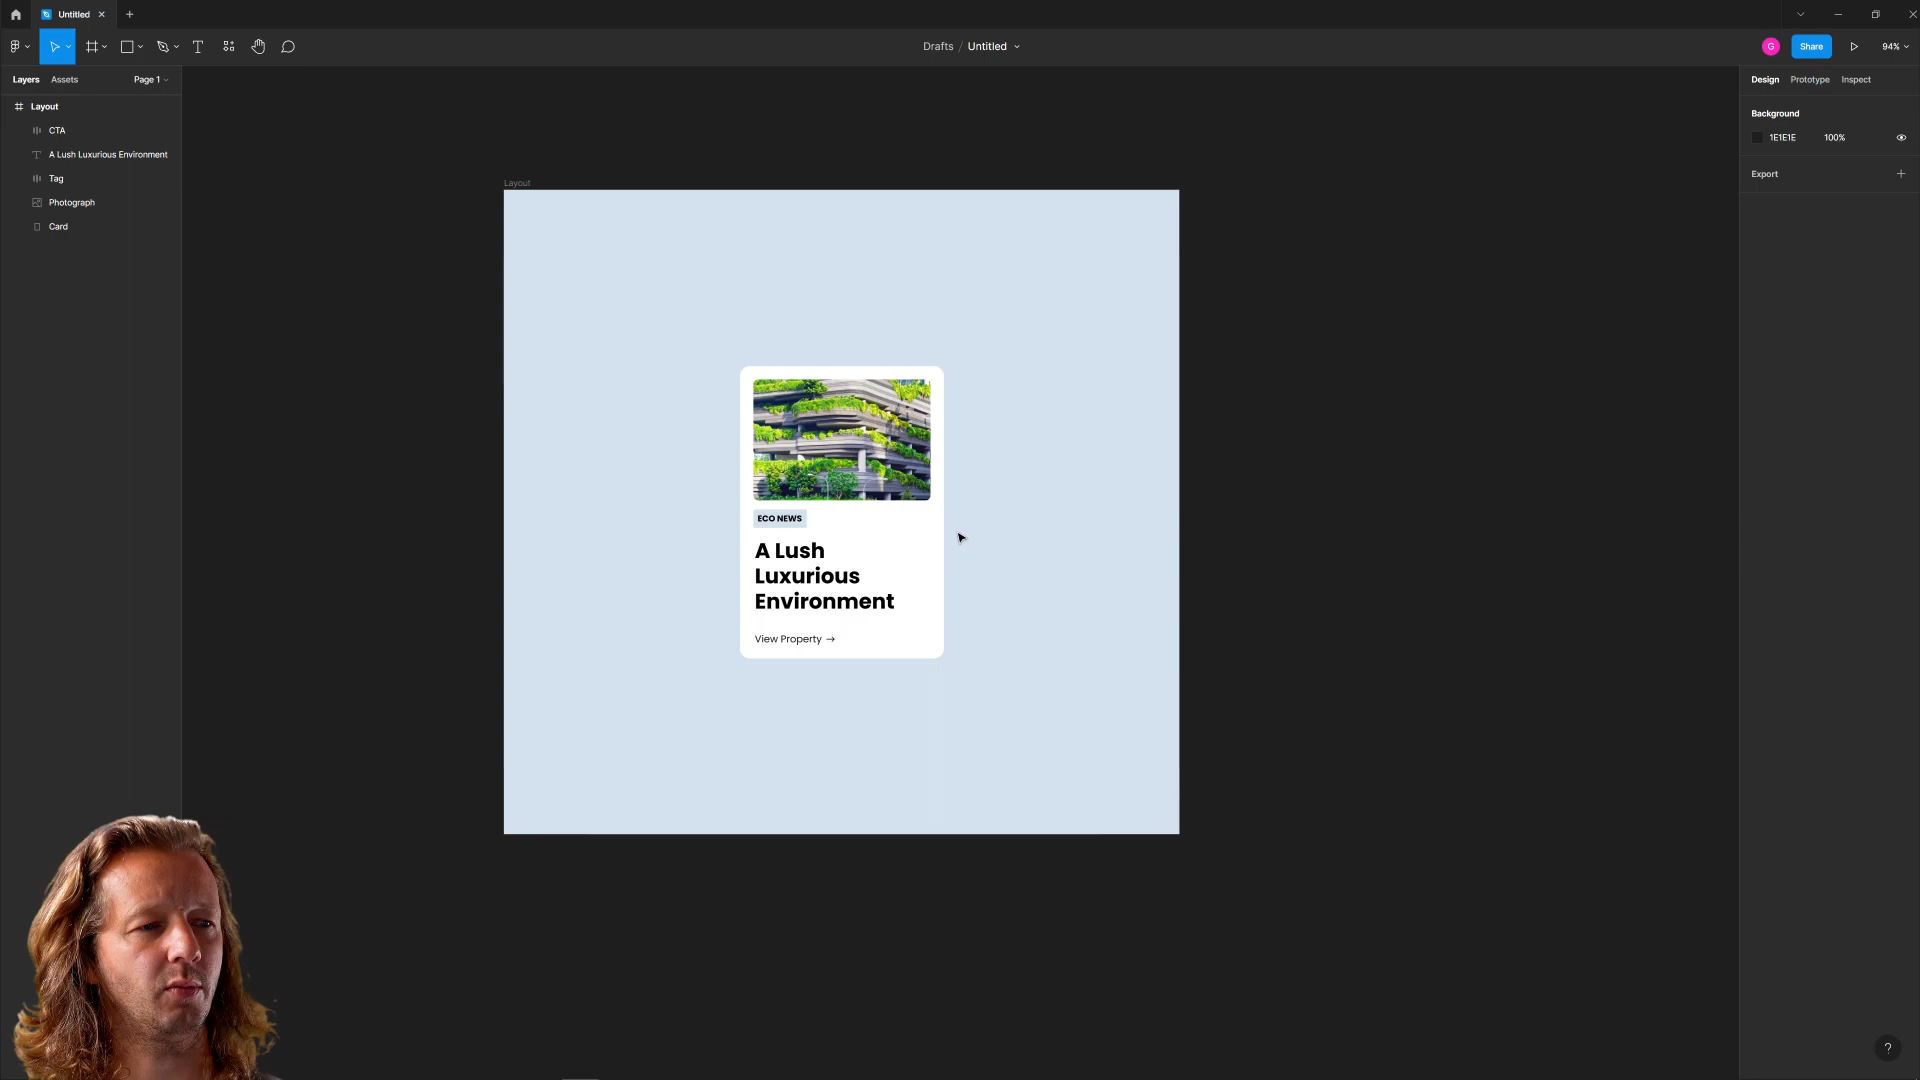 Untitled
Drafts / Untitled
G
Share
94%
Layers
Assets
Page 1
Design
Prototype
Inspect
Layout
CTA
A Lush Luxurious Environment
Tag
Photograph
Card
Background
1E1E1E
100%
Export
Layout
ECO NEWS
A Lush
Luxurious
Environment
View Property →
?